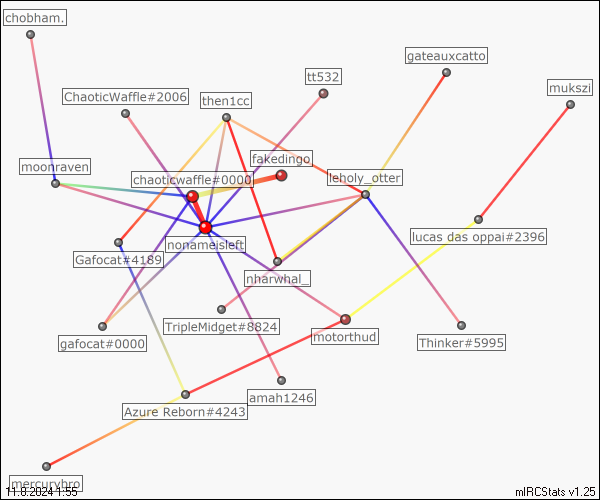 chobham.
gateauxcatto
tt532
mukszi
ChaoticWaffle#2006
then1cc
fakedingo
moonraven
chaoticwaffle#0000
leholy_otter
lucas das oppai#2396
nonameisleft
Gafocat#4189
nharwhal_
TripleMidget#8824
motorthud
gafocat#0000
Thinker#5995
amah1246
Azure Reborn#4243
mercurybro
11.8.2024 1:55
mIRCStats v1.25